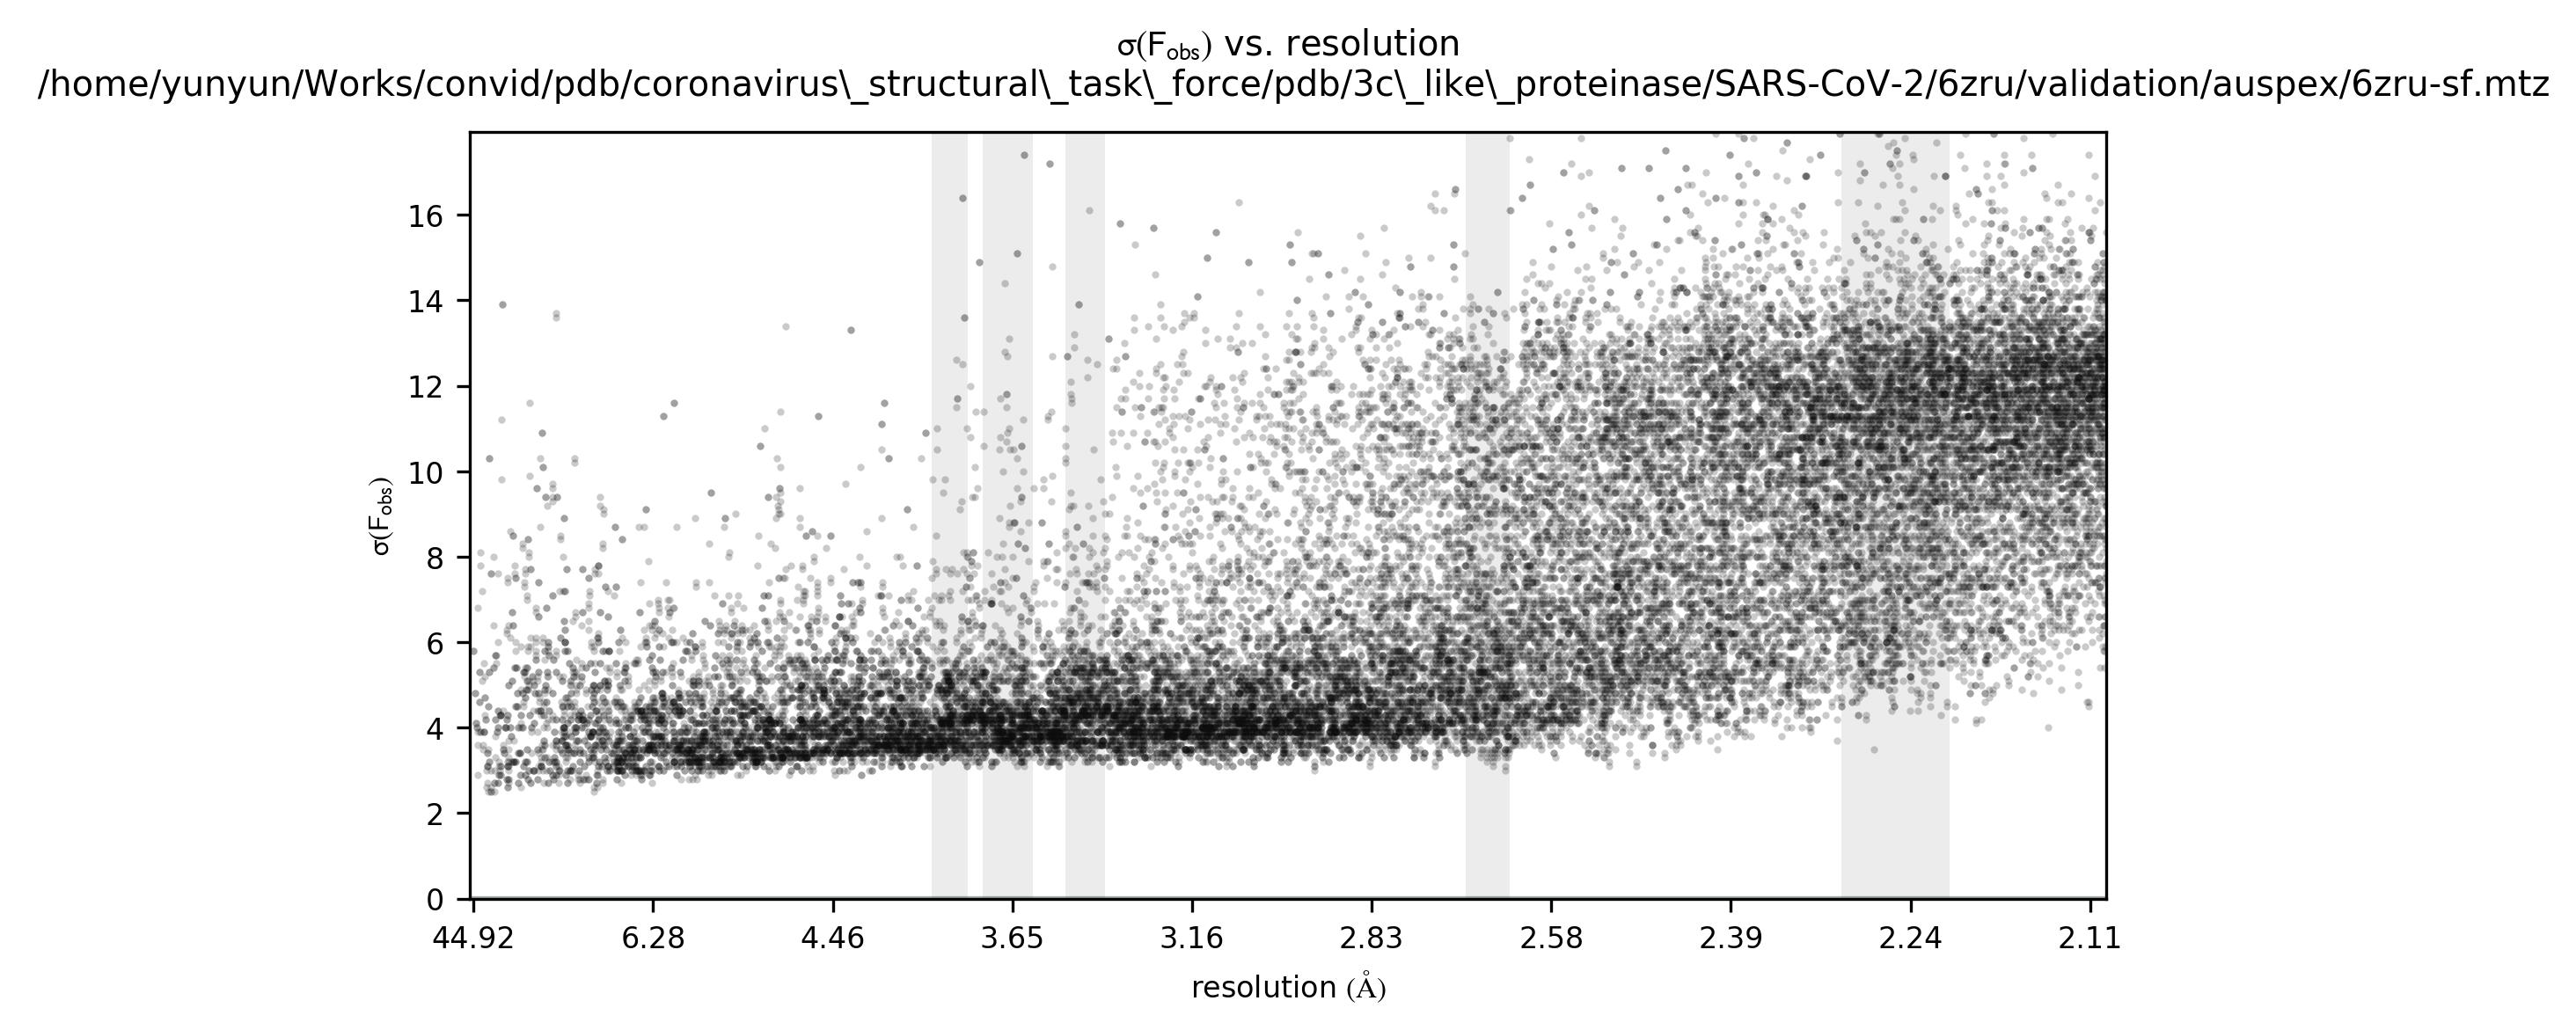 σ(Fobs) vs. resolution
/home/yunyun/Works/convid/pdb/coronavirus\_structural\_task\_force/pdb/3c\_like\_proteinase/SARS-CoV-2/6zru/validation/auspex/6zru-sf.mtz
σ(Fobs)
16
14
12
10
8
6
4
2
0
44.92 6.28 4.46 3.65 3.16 2.83 2.58 2.39 2.24 2.11
resolution (Å)